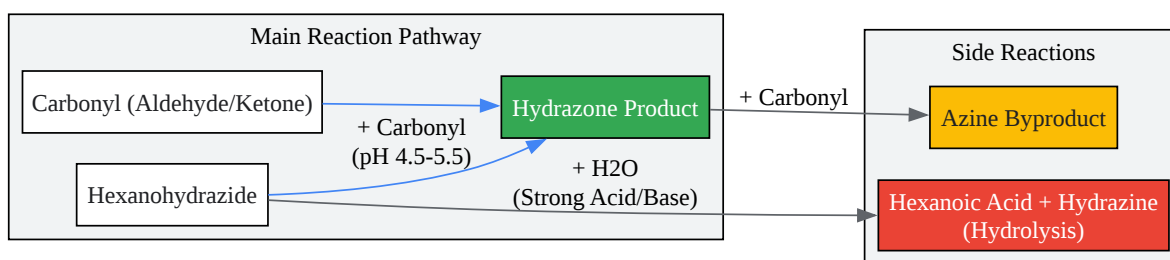 Main Reaction Pathway
Carbonyl (Aldehyde/Ketone)
Hexanohydrazide
+ Carbonyl
(pH 4.5-5.5)
Hydrazone Product
+ H2O
(Strong Acid/Base)
+ Carbonyl
Side Reactions
Azine Byproduct
Hexanoic Acid + Hydrazine
(Hydrolysis)